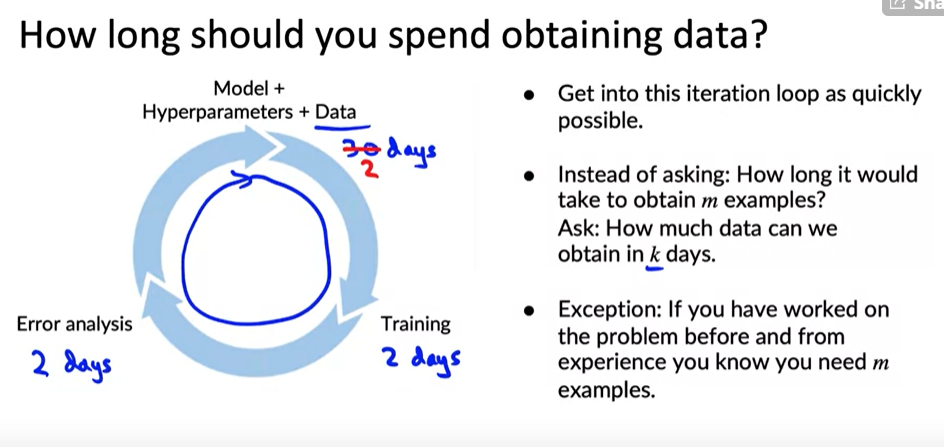 How long should you spend obtaining data?
Model +
Hyperparameters + Data
30 days
2
Error analysis
2 days
Training
2 days
• Get into this iteration loop as quickly
possible.
• Instead of asking: How long it would
take to obtain m examples?
Ask: How much data can we
obtain in k days.
• Exception: If you have worked on
the problem before and from
experience you know you need m
examples.